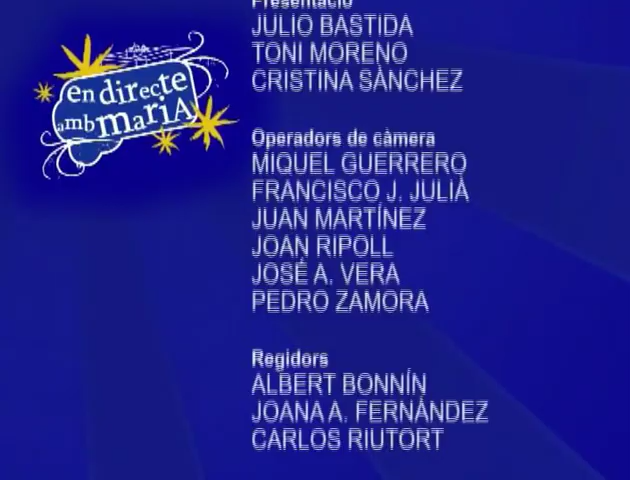 en directe
amb maria
Presentació
JULIO BASTIDA
TONI MORENO
CRISTINA SÀNCHEZ
Operadors de càmera
MIQUEL GUERRERO
FRANCISCO J. JULIÀ
JUAN MARTÍNEZ
JOAN RIPOLL
JOSÉ A. VERA
PEDRO ZAMORA
Regidors
ALBERT BONNÍN
JOANA A. FERNÁNDEZ
CARLOS RIUTORT